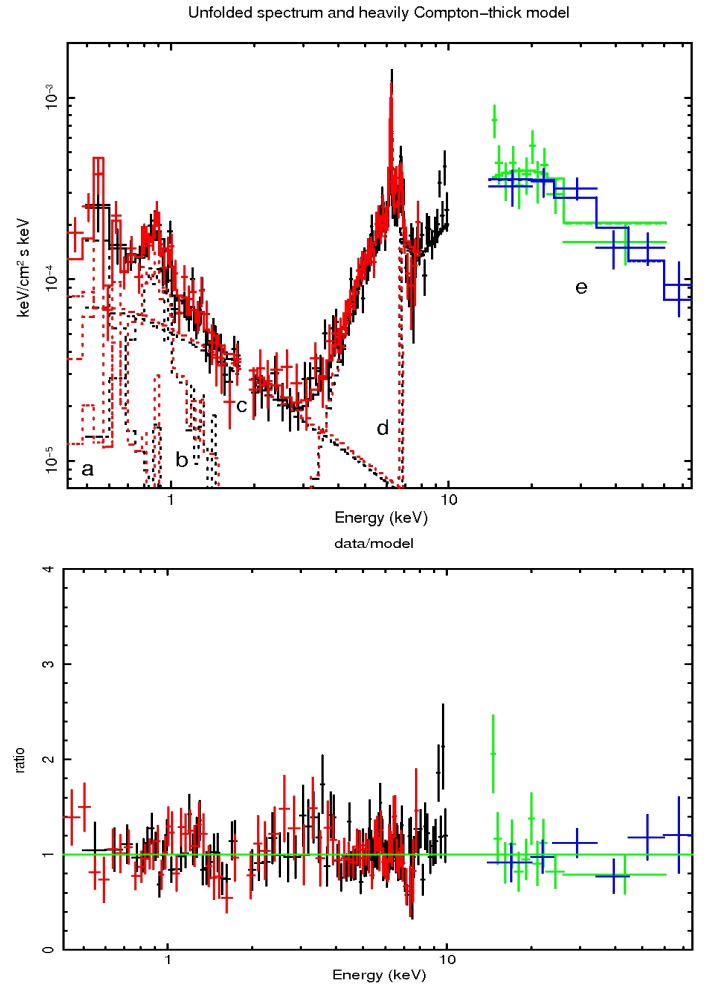 Unfolded spectrum and heavily Compton−thick model
10⁻³
10⁻⁴
10⁻⁵
keV/cm² s keV
a
b
c
d
e
1
10
Energy (keV)
data/model
4
3
2
1
0
ratio
1
10
Energy (keV)